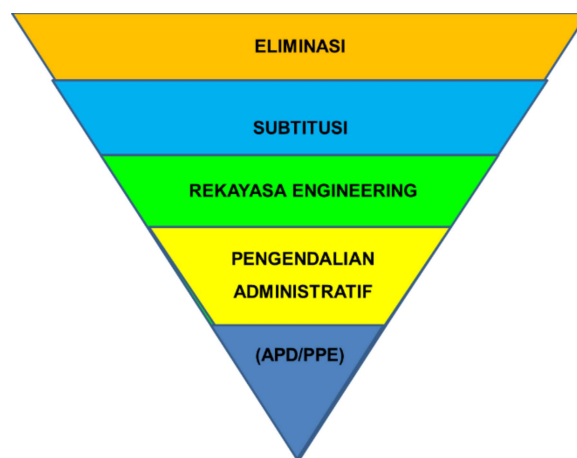 ELIMINASI
SUBTITUSI
REKAYASA ENGINEERING
PENGENDALIAN
ADMINISTRATIF
(APD/PPE)